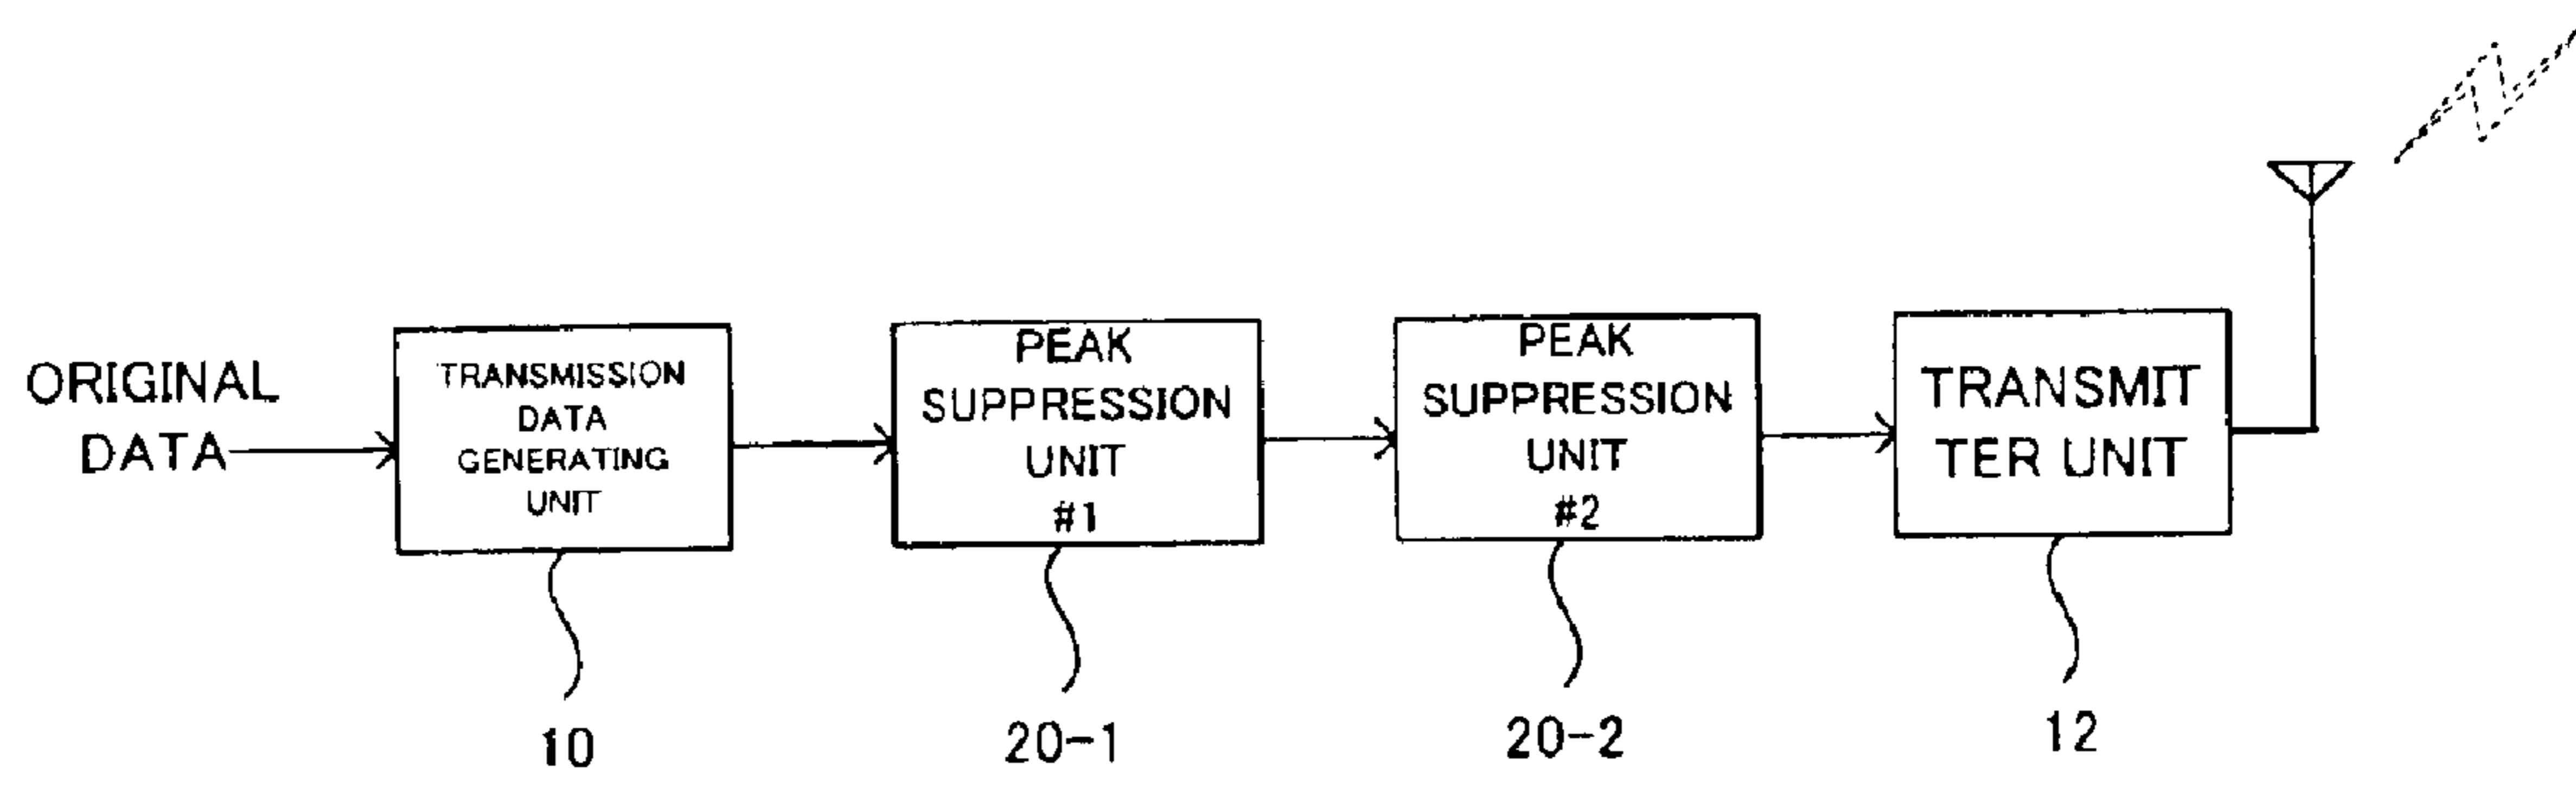 ORIGINAL
DATA
TRANSMISSION
DATA
GENERATING
UNIT
PEAK
SUPPRESSION
UNIT
#1
PEAK
SUPPRESSION
UNIT
#2
TRANSMIT
TER UNIT
10
20-1
20-2
12